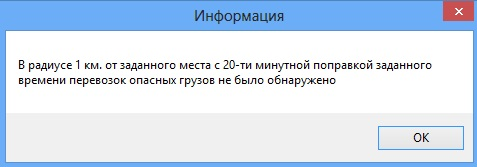 Информация
В радиусе 1 км. от заданного места с 20-ти минутной поправкой заданного
времени перевозок опасных грузов не было обнаружено
OK